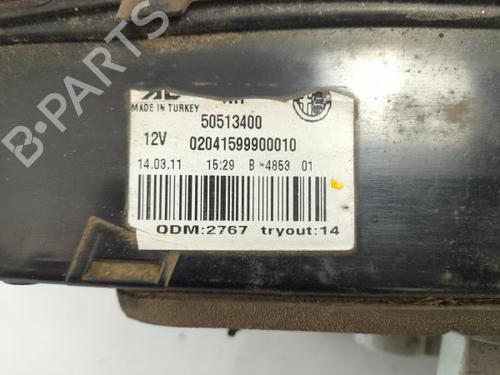 MADE IN TURKEY
50513400
12V 02041599900010
14.03.11 15:29 B *4853 01
ODM:2767 tryout:14
B-PARTS